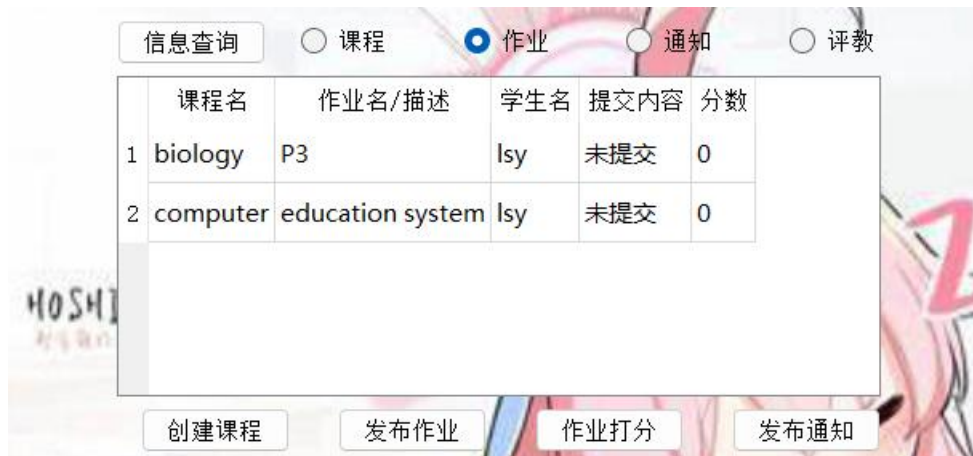 信息查询 课程 作业 通知 评教
课程名 作业名/描述 学生名 提交内容 分数
1 biology P3 lsy 未提交 0
2 computer education system lsy 未提交 0
HOSHI
创建课程 发布作业 作业打分 发布通知